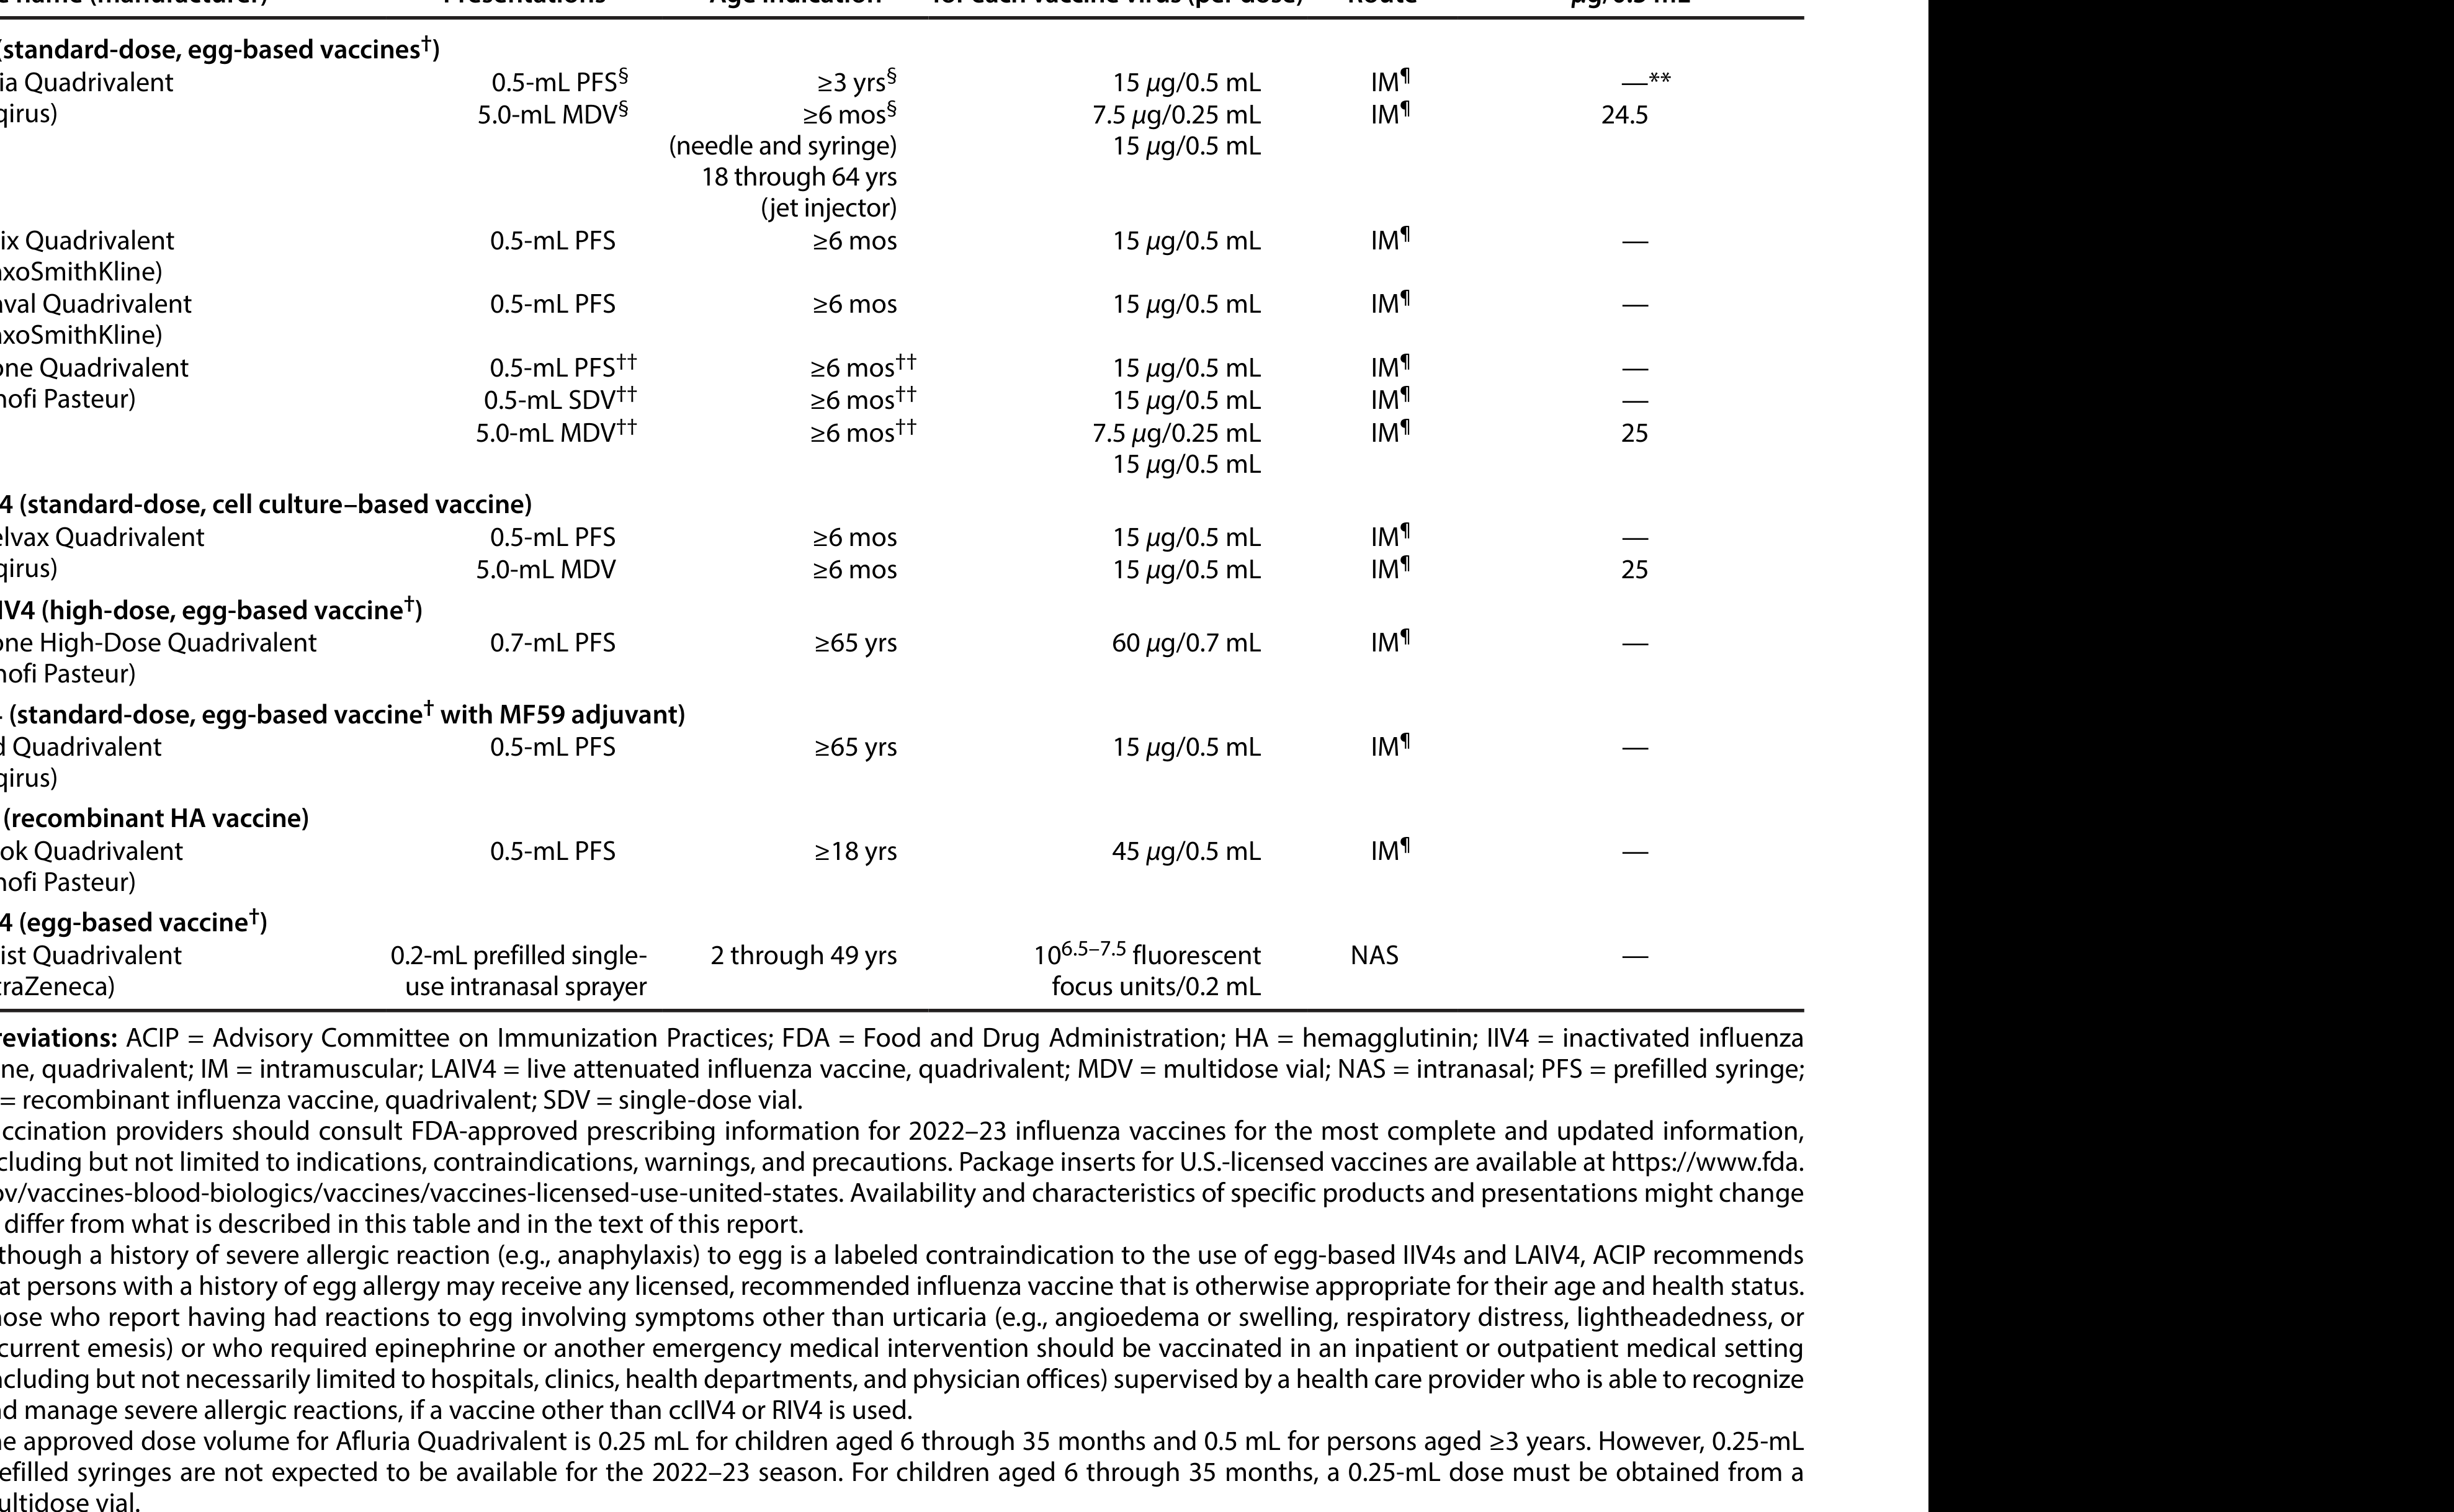 name (manufacturer) Presentations Age indication for each vaccine virus (per dose) Route μg/0.5 mL
(standard-dose, egg-based vaccines†)
ia Quadrivalent 0.5-mL PFS§ ≥3 yrs§ 15 μg/0.5 mL IM¶ —**
qirus) 5.0-mL MDV§ ≥6 mos§ 7.5 μg/0.25 mL IM¶ 24.5
(needle and syringe) 15 μg/0.5 mL
18 through 64 yrs
(jet injector)
ix Quadrivalent 0.5-mL PFS ≥6 mos 15 μg/0.5 mL IM¶ —
axoSmithKline)
aval Quadrivalent 0.5-mL PFS ≥6 mos 15 μg/0.5 mL IM¶ —
axoSmithKline)
one Quadrivalent 0.5-mL PFS†† ≥6 mos†† 15 μg/0.5 mL IM¶ —
nofi Pasteur) 0.5-mL SDV†† ≥6 mos†† 15 μg/0.5 mL IM¶ —
5.0-mL MDV†† ≥6 mos†† 7.5 μg/0.25 mL IM¶ 25
15 μg/0.5 mL
4 (standard-dose, cell culture–based vaccine)
elvax Quadrivalent 0.5-mL PFS ≥6 mos 15 μg/0.5 mL IM¶ —
qirus) 5.0-mL MDV ≥6 mos 15 μg/0.5 mL IM¶ 25
IV4 (high-dose, egg-based vaccine†)
one High-Dose Quadrivalent 0.7-mL PFS ≥65 yrs 60 μg/0.7 mL IM¶ —
nofi Pasteur)
(standard-dose, egg-based vaccine† with MF59 adjuvant)
d Quadrivalent 0.5-mL PFS ≥65 yrs 15 μg/0.5 mL IM¶ —
qirus)
(recombinant HA vaccine)
ok Quadrivalent 0.5-mL PFS ≥18 yrs 45 μg/0.5 mL IM¶ —
nofi Pasteur)
4 (egg-based vaccine†)
ist Quadrivalent 0.2-mL prefilled single- 2 through 49 yrs 10^6.5–7.5 fluorescent NAS —
traZeneca) use intranasal sprayer focus units/0.2 mL
reviations: ACIP = Advisory Committee on Immunization Practices; FDA = Food and Drug Administration; HA = hemagglutinin; IIV4 = inactivated influenza
ne, quadrivalent; IM = intramuscular; LAIV4 = live attenuated influenza vaccine, quadrivalent; MDV = multidose vial; NAS = intranasal; PFS = prefilled syringe;
= recombinant influenza vaccine, quadrivalent; SDV = single-dose vial.
ccination providers should consult FDA-approved prescribing information for 2022–23 influenza vaccines for the most complete and updated information,
cluding but not limited to indications, contraindications, warnings, and precautions. Package inserts for U.S.-licensed vaccines are available at https://www.fda.
ov/vaccines-blood-biologics/vaccines/vaccines-licensed-use-united-states. Availability and characteristics of specific products and presentations might change
differ from what is described in this table and in the text of this report.
though a history of severe allergic reaction (e.g., anaphylaxis) to egg is a labeled contraindication to the use of egg-based IIV4s and LAIV4, ACIP recommends
at persons with a history of egg allergy may receive any licensed, recommended influenza vaccine that is otherwise appropriate for their age and health status.
ose who report having had reactions to egg involving symptoms other than urticaria (e.g., angioedema or swelling, respiratory distress, lightheadedness, or
current emesis) or who required epinephrine or another emergency medical intervention should be vaccinated in an inpatient or outpatient medical setting
ncluding but not necessarily limited to hospitals, clinics, health departments, and physician offices) supervised by a health care provider who is able to recognize
nd manage severe allergic reactions, if a vaccine other than ccIIV4 or RIV4 is used.
he approved dose volume for Afluria Quadrivalent is 0.25 mL for children aged 6 through 35 months and 0.5 mL for persons aged ≥3 years. However, 0.25-mL
efilled syringes are not expected to be available for the 2022–23 season. For children aged 6 through 35 months, a 0.25-mL dose must be obtained from a
ultidose vial.